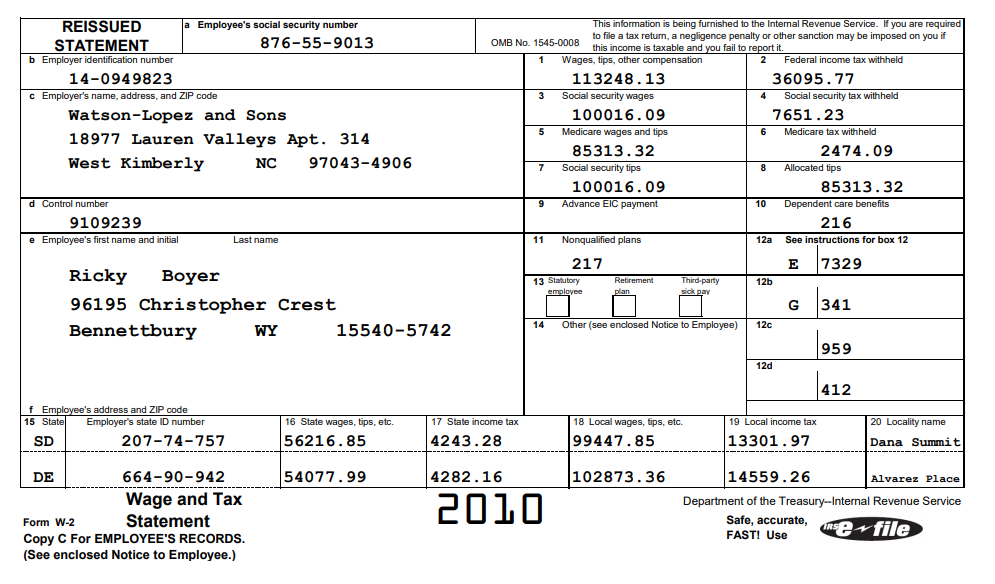 REISSUED STATEMENT
a Employee's social security number
876-55-9013
OMB No. 1545-0008
This information is being furnished to the Internal Revenue Service. If you are required
to file a tax return, a negligence penalty or other sanction may be imposed on you if
this income is taxable and you fail to report it.
b Employer identification number
14-0949823
1 Wages, tips, other compensation
113248.13
2 Federal income tax withheld
36095.77
c Employer's name, address, and ZIP code
Watson-Lopez and Sons
18977 Lauren Valleys Apt. 314
West Kimberly NC 97043-4906
3 Social security wages
100016.09
4 Social security tax withheld
7651.23
5 Medicare wages and tips
85313.32
6 Medicare tax withheld
2474.09
7 Social security tips
100016.09
8 Allocated tips
85313.32
d Control number
9109239
9 Advance EIC payment
10 Dependent care benefits
216
e Employee's first name and initial Last name
Ricky Boyer
96195 Christopher Crest
Bennettbury WY 15540-5742
f Employee's address and ZIP code
11 Nonqualified plans
217
12a See instructions for box 12
E 7329
13 Statutory employee
Retirement plan
Third-party sick pay
12b
G 341
14 Other (see enclosed Notice to Employee)
12c
959
12d
412
15 State Employer's state ID number 16 State wages, tips, etc. 17 State income tax 18 Local wages, tips, etc. 19 Local income tax 20 Locality name
SD 207-74-757 56216.85 4243.28 99447.85 13301.97 Dana Summit
DE 664-90-942 54077.99 4282.16 102873.36 14559.26 Alvarez Place
Form W-2 Wage and Tax Statement
2010
Department of the Treasury--Internal Revenue Service
Copy C For EMPLOYEE'S RECORDS.
(See enclosed Notice to Employee.)
Safe, accurate,
FAST! Use
IRS e-file